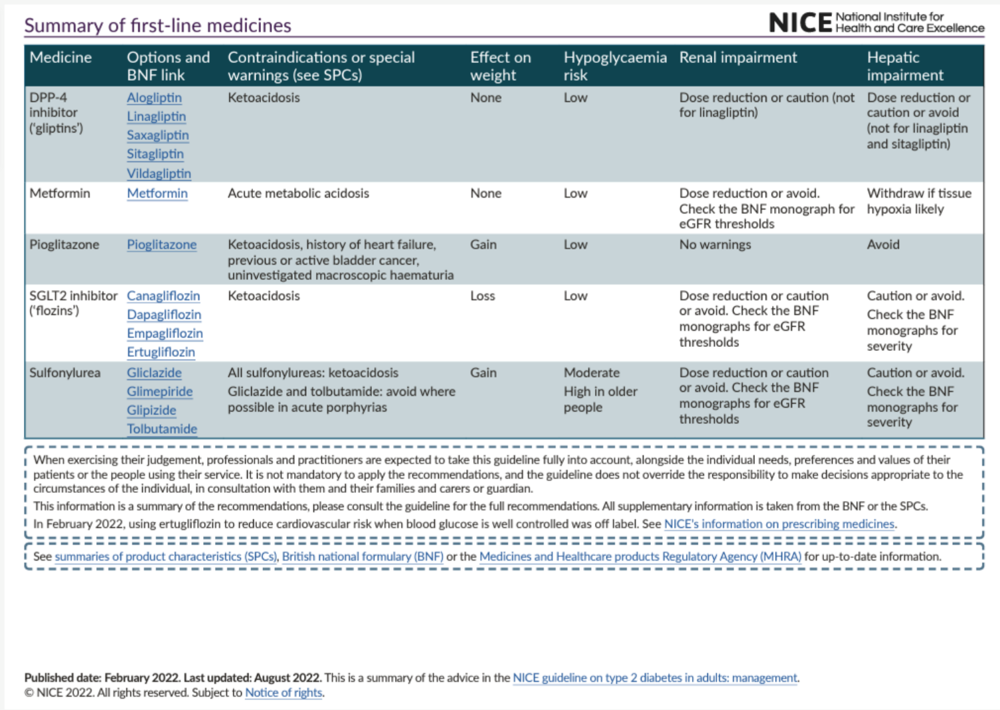 Summary of first-line medicines
NICE National Institute for
Health and Care Excellence
Medicine
Options and
BNF link
Contraindications or special
warnings (see SPCs)
Effect on
weight
Hypoglycaemia
risk
Renal impairment
Hepatic
impairment
DPP-4
inhibitor
(‘gliptins’)
Alogliptin
Linagliptin
Saxagliptin
Sitagliptin
Vildagliptin
Ketoacidosis
None
Low
Dose reduction or caution (not
for linagliptin)
Dose reduction or
caution or avoid
(not for linagliptin
and sitagliptin)
Metformin
Metformin
Acute metabolic acidosis
None
Low
Dose reduction or avoid.
Check the BNF monograph for
eGFR thresholds
Withdraw if tissue
hypoxia likely
Pioglitazone
Pioglitazone
Ketoacidosis, history of heart failure,
previous or active bladder cancer,
uninvestigated macroscopic haematuria
Gain
Low
No warnings
Avoid
SGLT2 inhibitor
(‘flozins’)
Canagliflozin
Dapagliflozin
Empagliflozin
Ertugliflozin
Ketoacidosis
Loss
Low
Dose reduction or caution
or avoid. Check the BNF
monographs for eGFR
thresholds
Caution or avoid.
Check the BNF
monographs for
severity
Sulfonylurea
Gliclazide
Glimepiride
Glipizide
Tolbutamide
All sulfonylureas: ketoacidosis
Gliclazide and tolbutamide: avoid where
possible in acute porphyrias
Gain
Moderate
High in older
people
Dose reduction or caution
or avoid. Check the BNF
monographs for eGFR
thresholds
Caution or avoid.
Check the BNF
monographs for
severity
When exercising their judgement, professionals and practitioners are expected to take this guideline fully into account, alongside the individual needs, preferences and values of their
patients or the people using their service. It is not mandatory to apply the recommendations, and the guideline does not override the responsibility to make decisions appropriate to the
circumstances of the individual, in consultation with them and their families and carers or guardian.
This information is a summary of the recommendations, please consult the guideline for the full recommendations. All supplementary information is taken from the BNF or the SPCs.
In February 2022, using ertugliflozin to reduce cardiovascular risk when blood glucose is well controlled was off label. See NICE's information on prescribing medicines.
See summaries of product characteristics (SPCs), British national formulary (BNF) or the Medicines and Healthcare products Regulatory Agency (MHRA) for up-to-date information.
Published date: February 2022. Last updated: August 2022. This is a summary of the advice in the NICE guideline on type 2 diabetes in adults: management.
© NICE 2022. All rights reserved. Subject to Notice of rights.